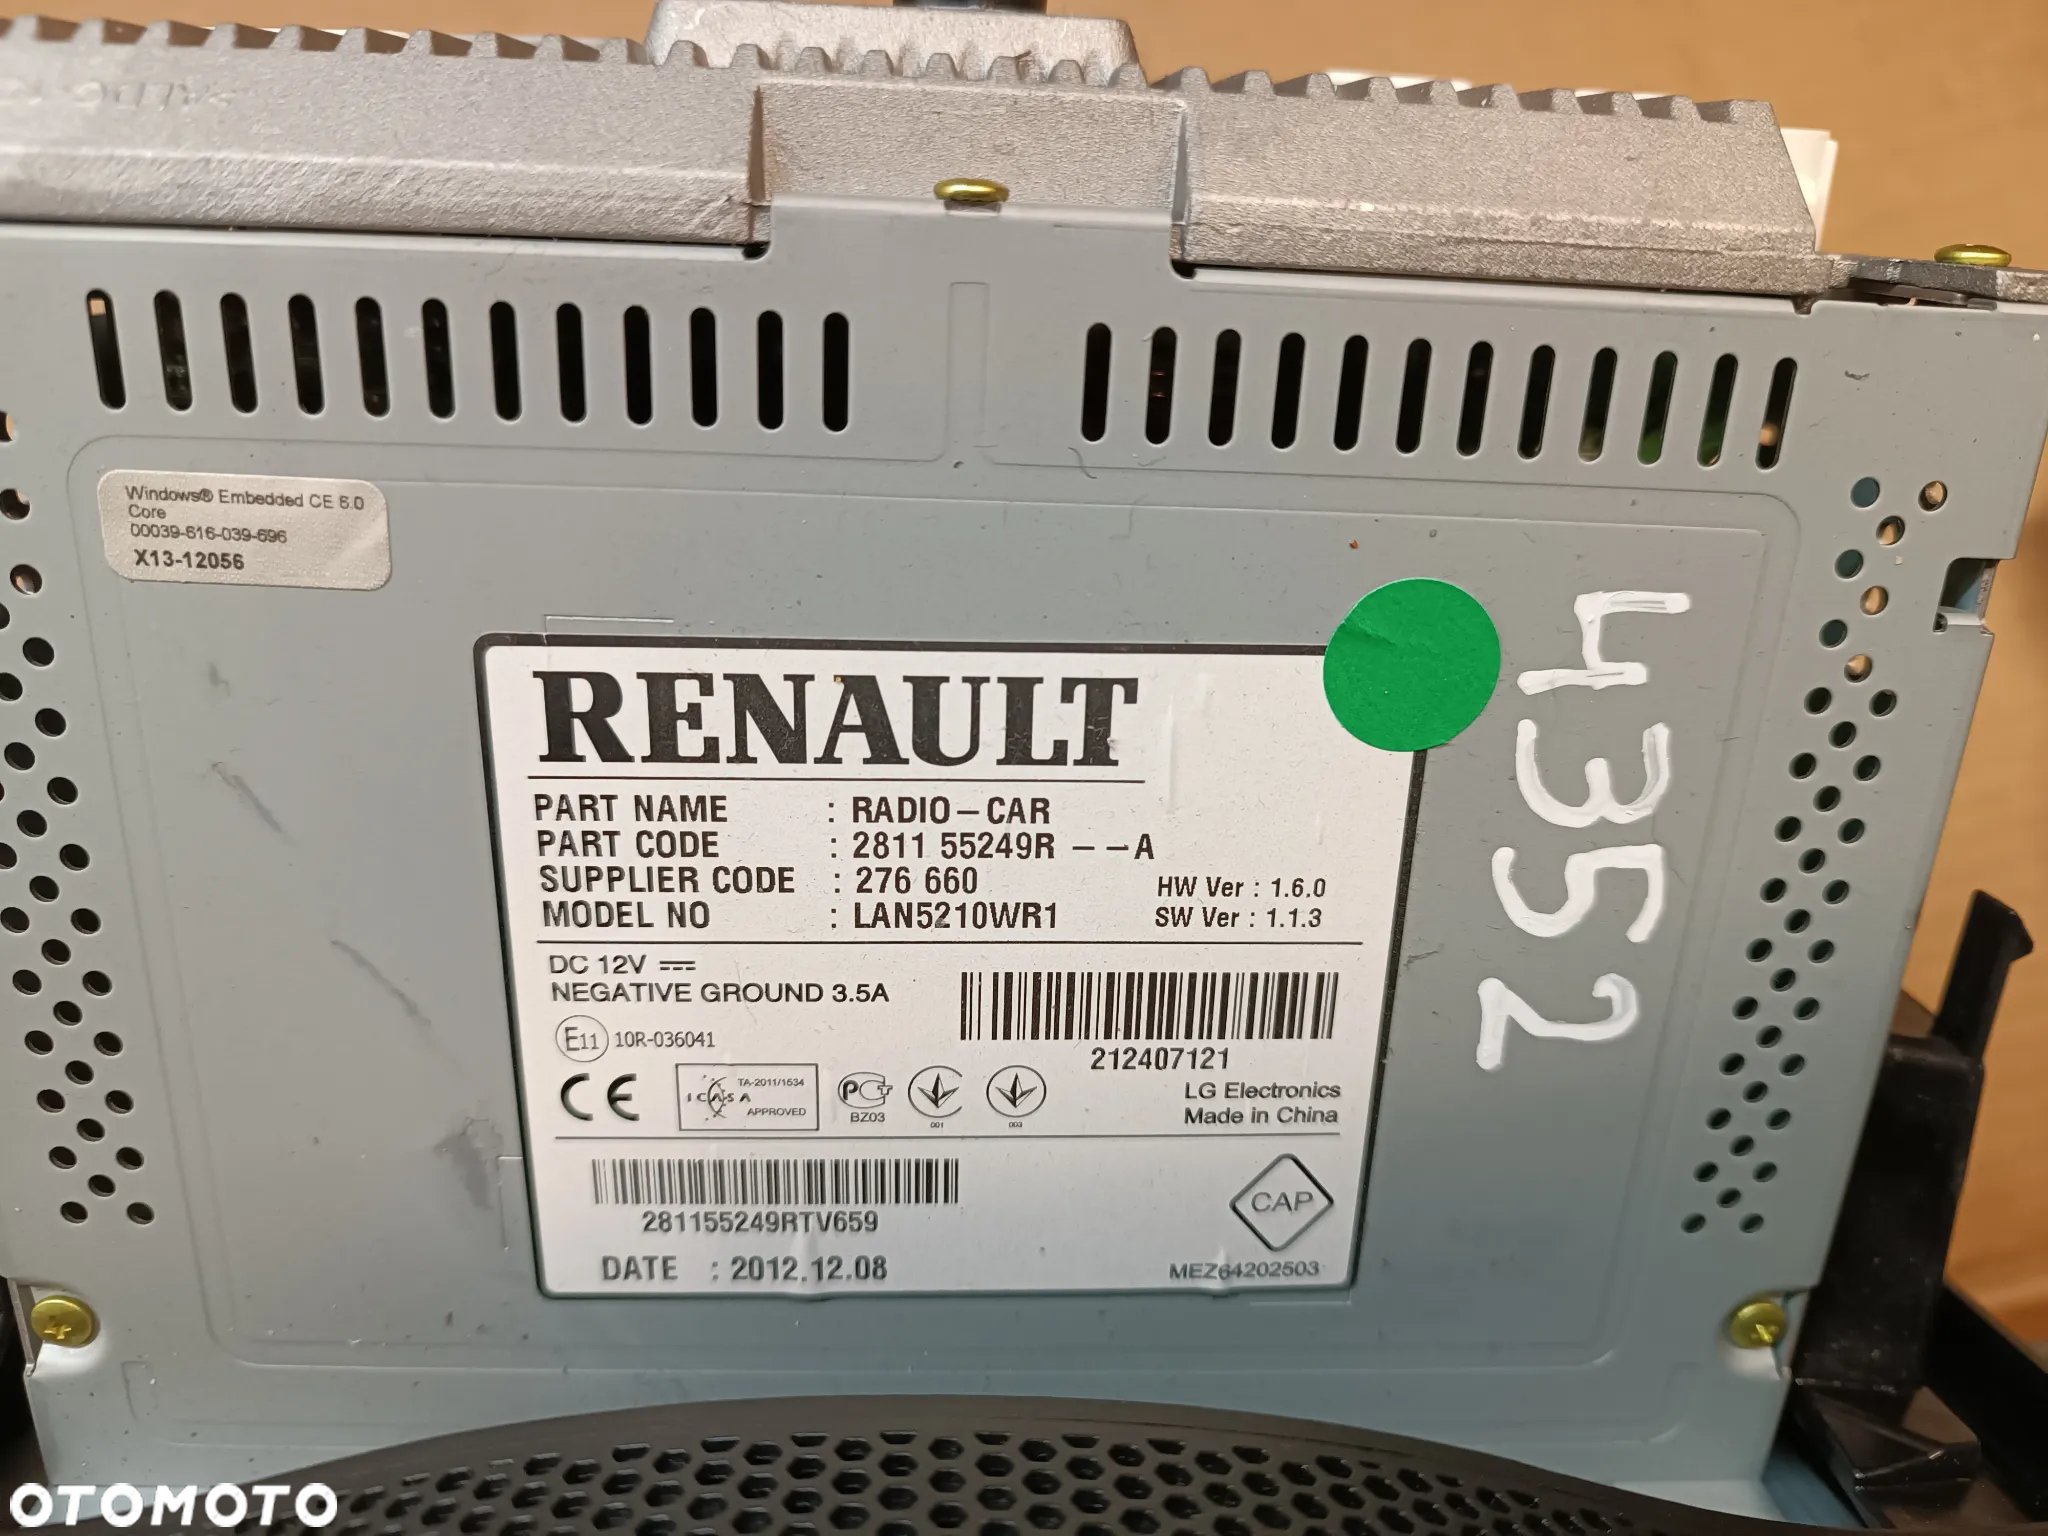 Windows® Embedded CE 6.0
Core
00039-616-039-696
X13-12056
RENAULT
PART NAME : RADIO-CAR
PART CODE : 2811 55249R --A
SUPPLIER CODE : 276 660
HW Ver : 1.6.0
MODEL NO : LAN5210WR1
SW Ver : 1.1.3
DC 12V
NEGATIVE GROUND 3.5A
E11 10R-036041
212407121
CE
ICASA
TA-2011/1534
APPROVED
BZ03
001
003
LG Electronics
Made in China
281155249RTV659
CAP
DATE : 2012.12.08
MEZ64202503
4352
OTOMOTO